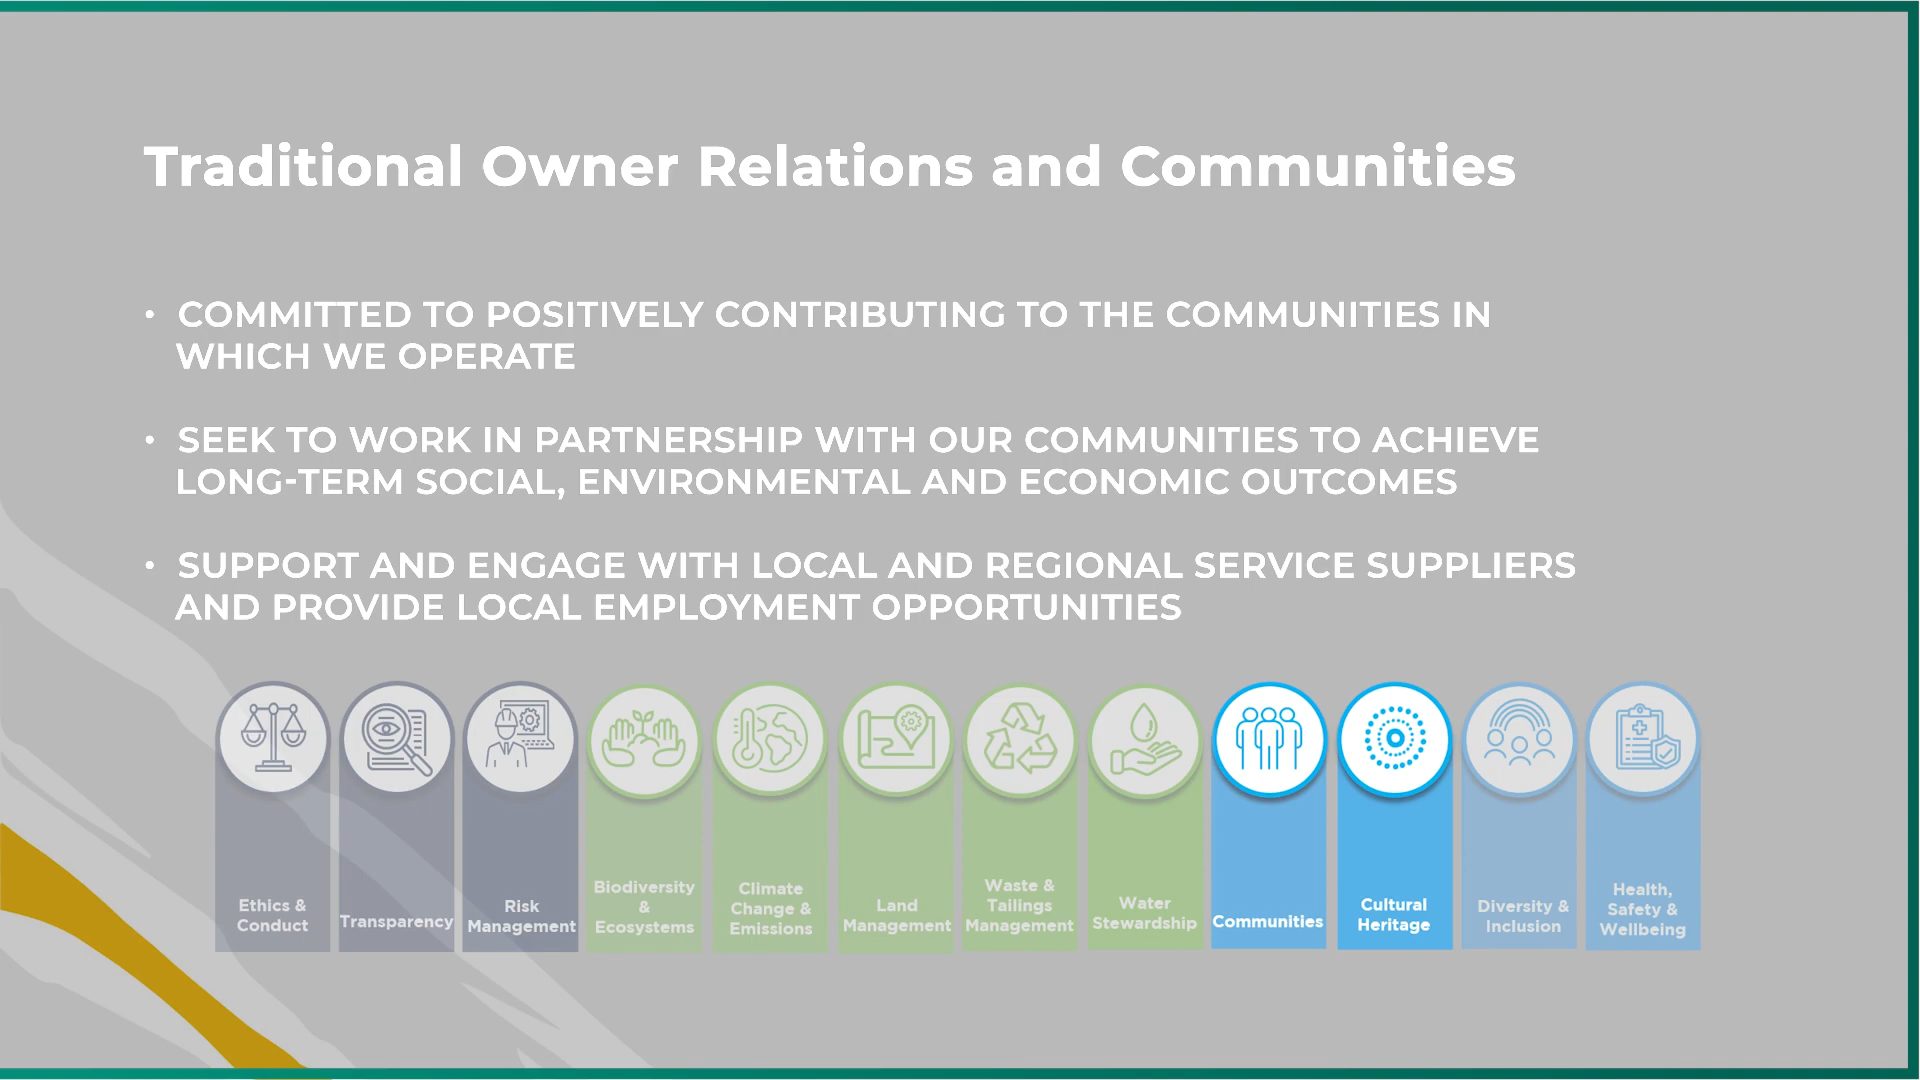 Traditional Owner Relations and Communities
• COMMITTED TO POSITIVELY CONTRIBUTING TO THE COMMUNITIES IN
WHICH WE OPERATE
• SEEK TO WORK IN PARTNERSHIP WITH OUR COMMUNITIES TO ACHIEVE
LONG-TERM SOCIAL, ENVIRONMENTAL AND ECONOMIC OUTCOMES
• SUPPORT AND ENGAGE WITH LOCAL AND REGIONAL SERVICE SUPPLIERS
AND PROVIDE LOCAL EMPLOYMENT OPPORTUNITIES
Ethics &
Conduct
Transparency
Risk
Management
Biodiversity
&
Ecosystems
Climate
Change &
Emissions
Land
Management
Waste &
Tailings
Management
Water
Stewardship
Communities
Cultural
Heritage
Diversity &
Inclusion
Health,
Safety &
Wellbeing